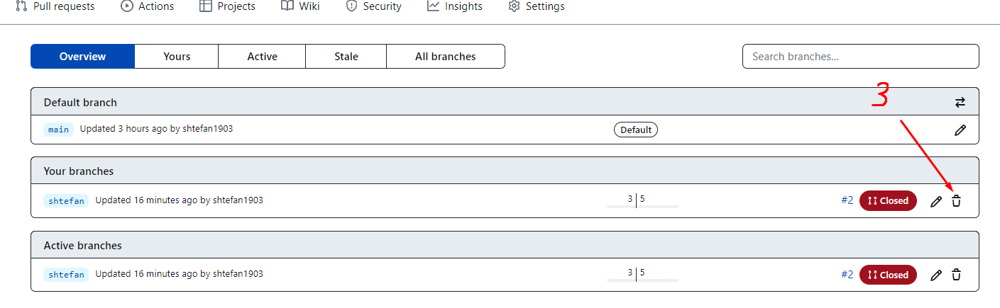 Pull requests Actions Projects Wiki Security Insights Settings
Overview Yours Active Stale All branches Search branches...
3
Default branch
main Updated 3 hours ago by shtefan1903 Default
Your branches
shtefan Updated 16 minutes ago by shtefan1903 3 5 #2 Closed
Active branches
shtefan Updated 16 minutes ago by shtefan1903 3 5 #2 Closed